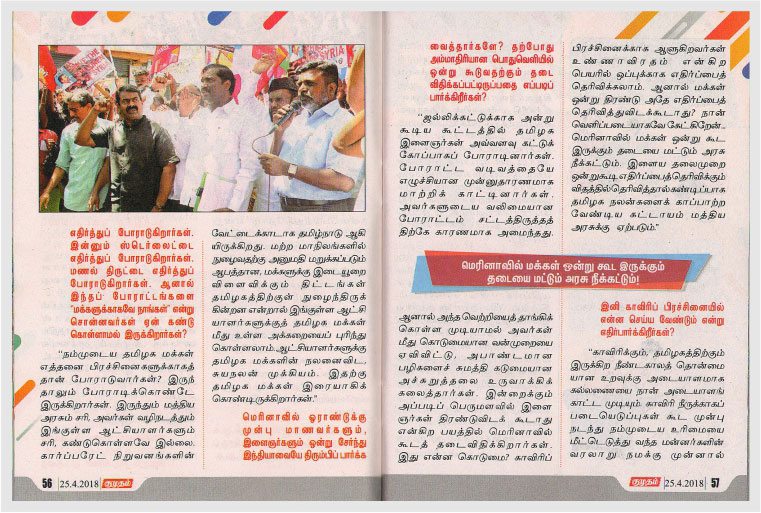 எதிர்த்துப் போராடுகிறார்கள்.
இன்னும் ஸ்டெர்லைட்டை
எதிர்த்துப் போராடுகிறார்கள்.
மணல் திருட்டை எதிர்த்துப்
போராடுகிறார்கள். ஆனால்
இந்தப் போராட்டங்களை
“மக்களுக்காகவே நாங்கள்” என்று
சொன்னவர்கள் ஏன் கண்டு
கொள்ளாமல் இருக்கிறார்கள்?
“நம்முடைய தமிழக மக்கள்
எத்தனை பிரச்சினைகளுக்காகத்
தான் போராடுவார்கள்? இருந்
தாலும் போராடிக்கொண்டே
இருக்கிறார்கள். இருந்தும் மத்திய
அரசும் சரி, அவர்கள் வழிநடத்தும்
இங்குள்ள ஆட்சியாளர்களும்
சரி, கண்டுகொள்ளவே இல்லை.
கார்ப்பரேட் நிறுவனங்களின்
வேட்டைக்காடாக தமிழ்நாடு ஆகி
யிருக்கிறது. மற்ற மாநிலங்களில்
நுழைவதற்கு அனுமதி மறுக்கப்படும்
ஆபத்தான, மக்களுக்கு இடையூறை
விளைவிக்கும் திட்டங்கள்
தமிழகத்திற்குள் நுழைந்திருக்
கின்றன என்றால் இங்குள்ள ஆட்சி
யாளர்களுக்குத் தமிழக மக்கள்
மீது உள்ள அக்கறையைப் புரிந்து
கொள்ளலாம். ஆட்சியாளர்களுக்கு
தமிழக மக்களின் நலனைவிட,
சுயநலன் முக்கியம். இதற்கு
தமிழக மக்கள் இரையாகிக்
கொண்டிருக்கிறார்கள்.”
மெரினாவில் ஓராண்டுக்கு
முன்பு மாணவர்களும்,
இளைஞர்களும் ஒன்று சேர்ந்து
இந்தியாவையே திரும்பிப் பார்க்க
56 25.4.2018 குமுதம்
வைத்தார்களே? தற்போது
அம்மாதிரியான பொதுவெளியில்
ஒன்று கூடுவதற்கும் தடை
விதிக்கப்பட்டிருப்பதை எப்படிப்
பார்க்கிறீர்கள்?
“ஜல்லிக்கட்டுக்காக அன்று
கூடிய கூட்டத்தில் தமிழக
இளைஞர்கள் அவ்வளவு கட்டுக்
கோப்பாகப் போராடினார்கள்.
போராட்ட வடிவத்தையே
எழுச்சியான முன்னுதாரணமாக
மாற்றிக் காட்டினார்கள்.
அவர்களுடைய வலிமையான
போராட்டம் சட்டத்திருத்தத்
திற்கே காரணமாக அமைந்தது.
மெரினாவில் மக்கள் ஒன்று கூட இருக்கும்
தடையை மட்டும் அரசு நீக்கட்டும்!
ஆனால் அந்த வெற்றியைத் தாங்கிக்
கொள்ள முடியாமல் அவர்கள்
மீது கொடுமையான வன்முறையை
ஏவிவிட்டு, அபாண்டமான
பழிகளைச் சுமத்தி கடுமையான
அச்சுறுத்தலை உருவாக்கிக்
கலைத்தார்கள். இன்றைக்கும்
அப்படிப் பெருமளவில் இளை
ஞர்கள் திரண்டுவிடக் கூடாது
என்கிற பயத்தில் மெரினாவில்
கூடத் தடைவிதிக்கிறார்கள்.
இது என்ன கொடுமை? காவிரிப்
பிரச்சினைக்காக ஆளுகிறவர்கள்
உண்ணாவிரதம் என்கிற
பெயரில் ஒப்புக்காக எதிர்ப்பைத்
தெரிவிக்கலாம். ஆனால் மக்கள்
ஒன்று திரண்டு அதே எதிர்ப்பைத்
தெரிவித்துவிடக்கூடாது? நான்
வெளிப்படையாகவே கேட்கிறேன்..
மெரினாவில் மக்கள் ஒன்று கூட
இருக்கும் தடையை மட்டும் அரசு
நீக்கட்டும். இளைய தலைமுறை
ஒன்றுகூடி எதிர்ப்பைத்தெரிவிக்கும்
விதத்தில்தெரிவித்தால்கண்டிப்பாக
தமிழக நலன்களைக் காப்பாற்ற
வேண்டிய கட்டாயம் மத்திய
அரசுக்கு ஏற்படும்.”
இனி காவிரிப் பிரச்சினையில்
என்ன செய்ய வேண்டும் என்று
எதிர்பார்க்கிறீர்கள்?
“காவிரிக்கும், தமிழகத்திற்கும்
இருக்கிற நீண்டகாலத் தொன்மை
யான உறவுக்கு அடையாளமாக
கல்லணையை நான் அடையாளங்
காட்ட முடியும். காவிரி நீருக்காகப்
படையெடுப்புகள் கூட முன்பு
நடந்து நம்முடைய உரிமையை
மீட்டெடுத்து வந்த மன்னர்களின்
வரலாறு நமக்கு முன்னால்
25.4.2018 குமுதம் 57